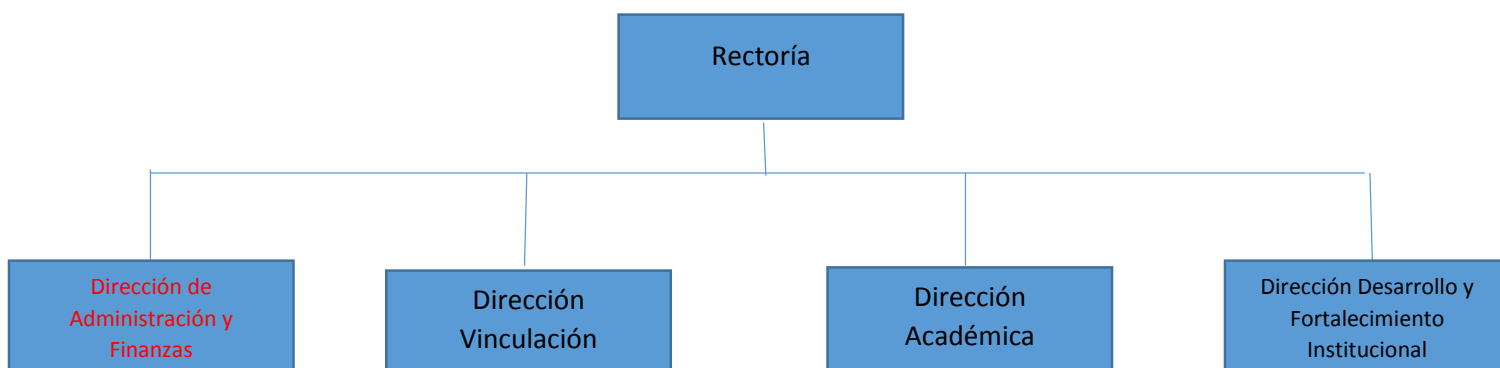 Rectoría
Dirección de
Administración y
Finanzas
Dirección
Vinculación
Dirección
Académica
Dirección Desarrollo y
Fortalecimiento
Institucional